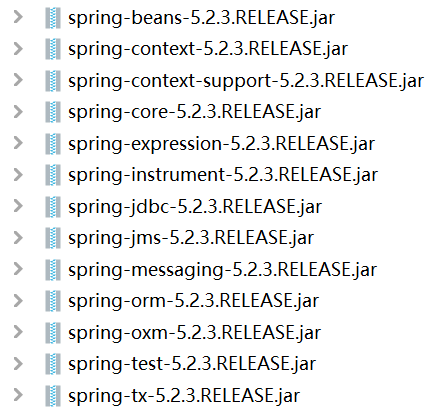 spring-beans-5.2.3.RELEASE.jar
spring-context-5.2.3.RELEASE.jar
spring-context-support-5.2.3.RELEASE.jar
spring-core-5.2.3.RELEASE.jar
spring-expression-5.2.3.RELEASE.jar
spring-instrument-5.2.3.RELEASE.jar
spring-jdbc-5.2.3.RELEASE.jar
spring-jms-5.2.3.RELEASE.jar
spring-messaging-5.2.3.RELEASE.jar
spring-orm-5.2.3.RELEASE.jar
spring-oxm-5.2.3.RELEASE.jar
spring-test-5.2.3.RELEASE.jar
spring-tx-5.2.3.RELEASE.jar